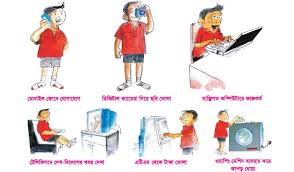 মোবাইল ফোনে যোগাযোগ
ডিজিটাল ক্যামেরা দিয়ে ছবি তোলা
ব্যক্তিগত কম্পিউটারে কাজকর্ম
টেলিভিশনে দেশ-বিদেশের খবর দেখা
এটিএম থেকে টাকা তোলা
ওয়াশিং মেশিন ব্যবহার করে
কাপড় ধোয়া